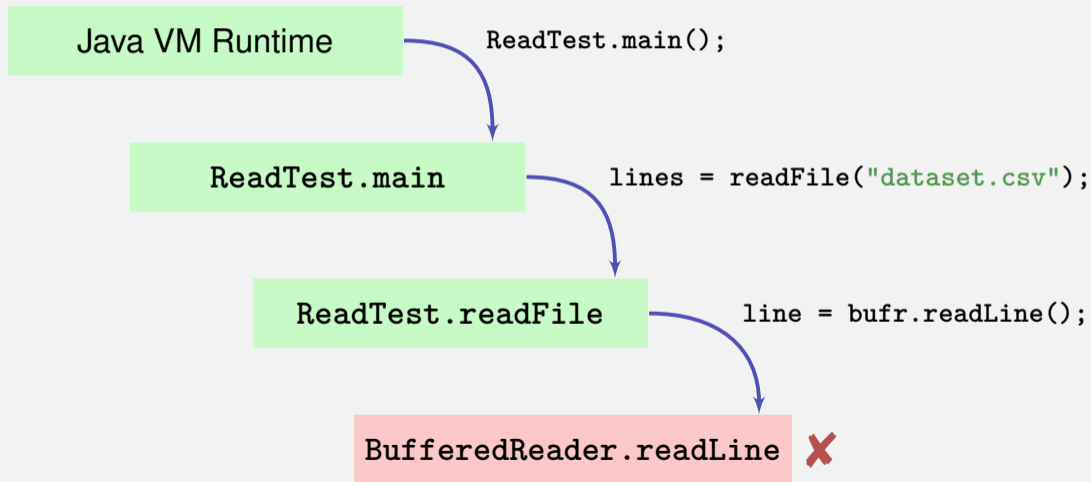 Java VM Runtime
ReadTest.main();
ReadTest.main
lines = readFile("dataset.csv");
ReadTest.readFile
line = bufr.readLine();
BufferedReader.readLine